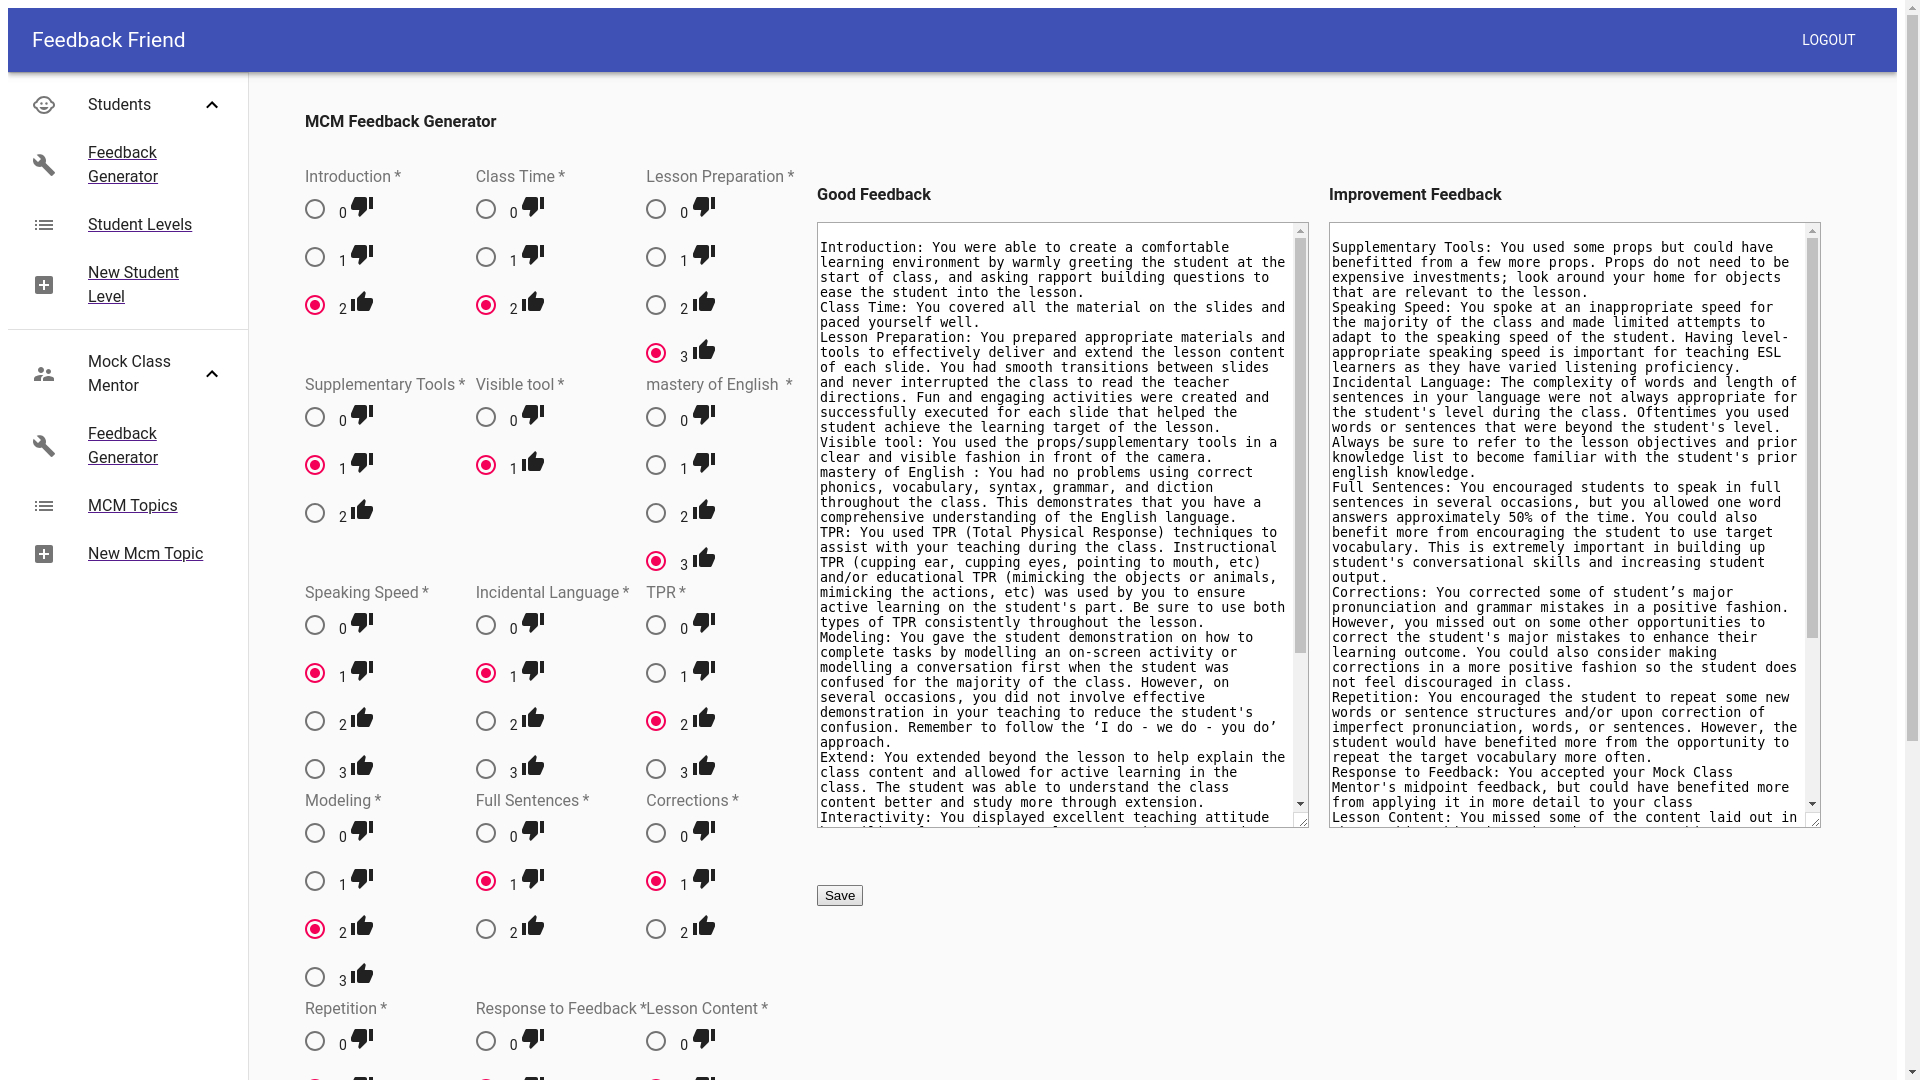 Feedback Friend
LOGOUT
Students
Feedback
Generator
Student Levels
New Student
Level
Mock Class
Mentor
Feedback
Generator
MCM Topics
New Mcm Topic
MCM Feedback Generator
Introduction *
0
1
2
Class Time *
0
1
2
Lesson Preparation *
0
1
2
3
Supplementary Tools *
0
1
2
Visible tool *
0
1
mastery of English *
0
1
2
3
Speaking Speed *
0
1
2
3
Incidental Language *
0
1
2
3
TPR *
0
1
2
3
Modeling *
0
1
2
3
Full Sentences *
0
1
2
Corrections *
0
1
2
Repetition *
0
Response to Feedback *
0
Lesson Content *
0
Good Feedback
Introduction: You were able to create a comfortable
learning environment by warmly greeting the student at the
start of class, and asking rapport building questions to
ease the student into the lesson.
Class Time: You covered all the material on the slides and
paced yourself well.
Lesson Preparation: You prepared appropriate materials and
tools to effectively deliver and extend the lesson content
of each slide. You had smooth transitions between slides
and never interrupted the class to read the teacher
directions. Fun and engaging activities were created and
successfully executed for each slide that helped the
student achieve the learning target of the lesson.
Visible tool: You used the props/supplementary tools in a
clear and visible fashion in front of the camera.
mastery of English : You had no problems using correct
phonics, vocabulary, syntax, grammar, and diction
throughout the class. This demonstrates that you have a
comprehensive understanding of the English language.
TPR: You used TPR (Total Physical Response) techniques to
assist with your teaching during the class. Instructional
TPR (cupping ear, cupping eyes, pointing to mouth, etc)
and/or educational TPR (mimicking the objects or animals,
mimicking the actions, etc) was used by you to ensure
active learning on the student's part. Be sure to use both
types of TPR consistently throughout the lesson.
Modeling: You gave the student demonstration on how to
complete tasks by modelling an on-screen activity or
modelling a conversation first when the student was
confused for the majority of the class. However, on
several occasions, you did not involve effective
demonstration in your teaching to reduce the student's
confusion. Remember to follow the ‘I do - we do - you do’
approach.
Extend: You extended beyond the lesson to help explain the
class content and allowed for active learning in the
class. The student was able to understand the class
content better and study more through extension.
Interactivity: You displayed excellent teaching attitude
Improvement Feedback
Supplementary Tools: You used some props but could have
benefitted from a few more props. Props do not need to be
expensive investments; look around your home for objects
that are relevant to the lesson.
Speaking Speed: You spoke at an inappropriate speed for
the majority of the class and made limited attempts to
adapt to the speaking speed of the student. Having level-
appropriate speaking speed is important for teaching ESL
learners as they have varied listening proficiency.
Incidental Language: The complexity of words and length of
sentences in your language were not always appropriate for
the student's level during the class. Oftentimes you used
words or sentences that were beyond the student's level.
Always be sure to refer to the lesson objectives and prior
knowledge list to become familiar with the student's prior
english knowledge.
Full Sentences: You encouraged students to speak in full
sentences in several occasions, but you allowed one word
answers approximately 50% of the time. You could also
benefit more from encouraging the student to use target
vocabulary. This is extremely important in building up
student's conversational skills and increasing student
output.
Corrections: You corrected some of student’s major
pronunciation and grammar mistakes in a positive fashion.
However, you missed out on some other opportunities to
correct the student's major mistakes to enhance their
learning outcome. You could also consider making
corrections in a more positive fashion so the student does
not feel discouraged in class.
Repetition: You encouraged the student to repeat some new
words or sentence structures and/or upon correction of
imperfect pronunciation, words, or sentences. However, the
student would have benefited more from the opportunity to
repeat the target vocabulary more often.
Response to Feedback: You accepted your Mock Class
Mentor's midpoint feedback, but could have benefited more
from applying it in more detail to your class
Lesson Content: You missed some of the content laid out in
Save